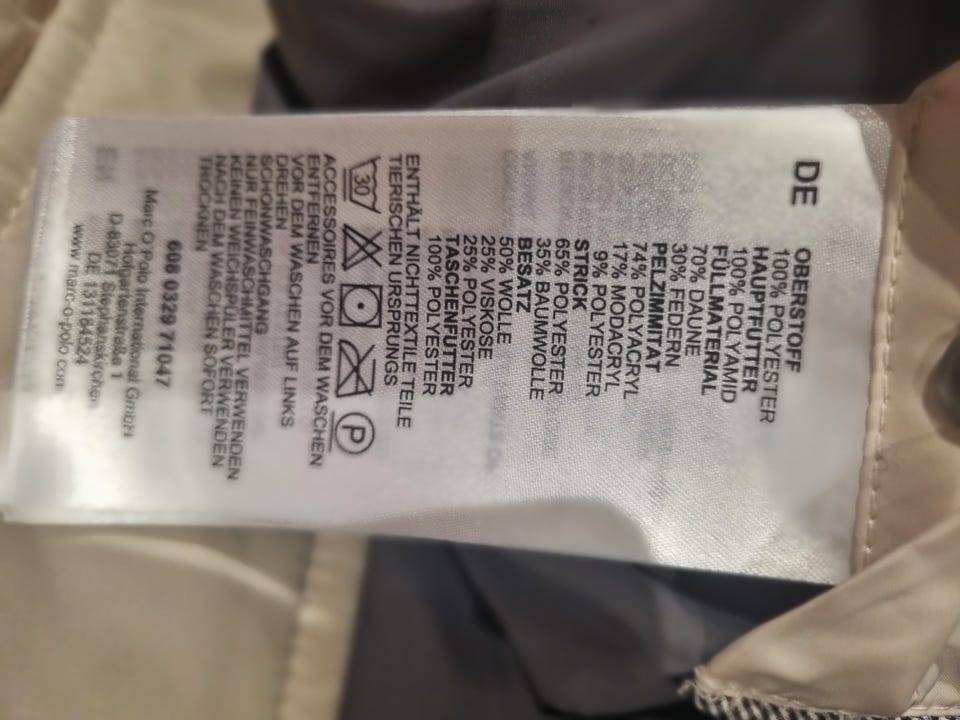 DE
OBERSTOFF
100% POLYESTER
HAUPTFUTTER
100% POLYAMID
FÜLLMATERIAL
70% DAUNE
30% FEDERN
PELZIMITAT
74% POLYACRYL
17% MODACRYL
9% POLYESTER
STRICK
65% POLYESTER
35% BAUMWOLLE
BESATZ
50% WOLLE
25% VISKOSE
25% POLYESTER
TASCHENFUTTER
100% POLYESTER
ENTHÄLT NICHTTEXTILE TEILE
TIERISCHEN URSPRUNGS
30 P
ACCESSOIRES VOR DEM WASCHEN
ENTFERNEN
VOR DEM WASCHEN AUF LINKS
DREHEN
SCHONWASCHGANG
NUR FEINWASCHMITTEL VERWENDEN
KEINEN WEICHSPÜLER VERWENDEN
NACH DEM WASCHEN SOFORT
TROCKNEN
608 0329 71047
Marc O'Polo International GmbH
Hofgartenstraße 1
D-83071 Stephanskirchen
DE 131164524
www.marc-o-polo.com